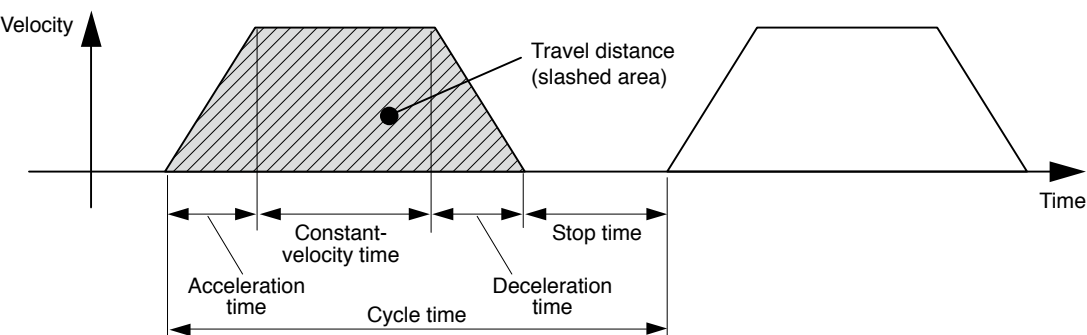 Velocity
Travel distance
(slashed area)
Time
Constant-
velocity time
Stop time
Acceleration
time
Deceleration
time
Cycle time